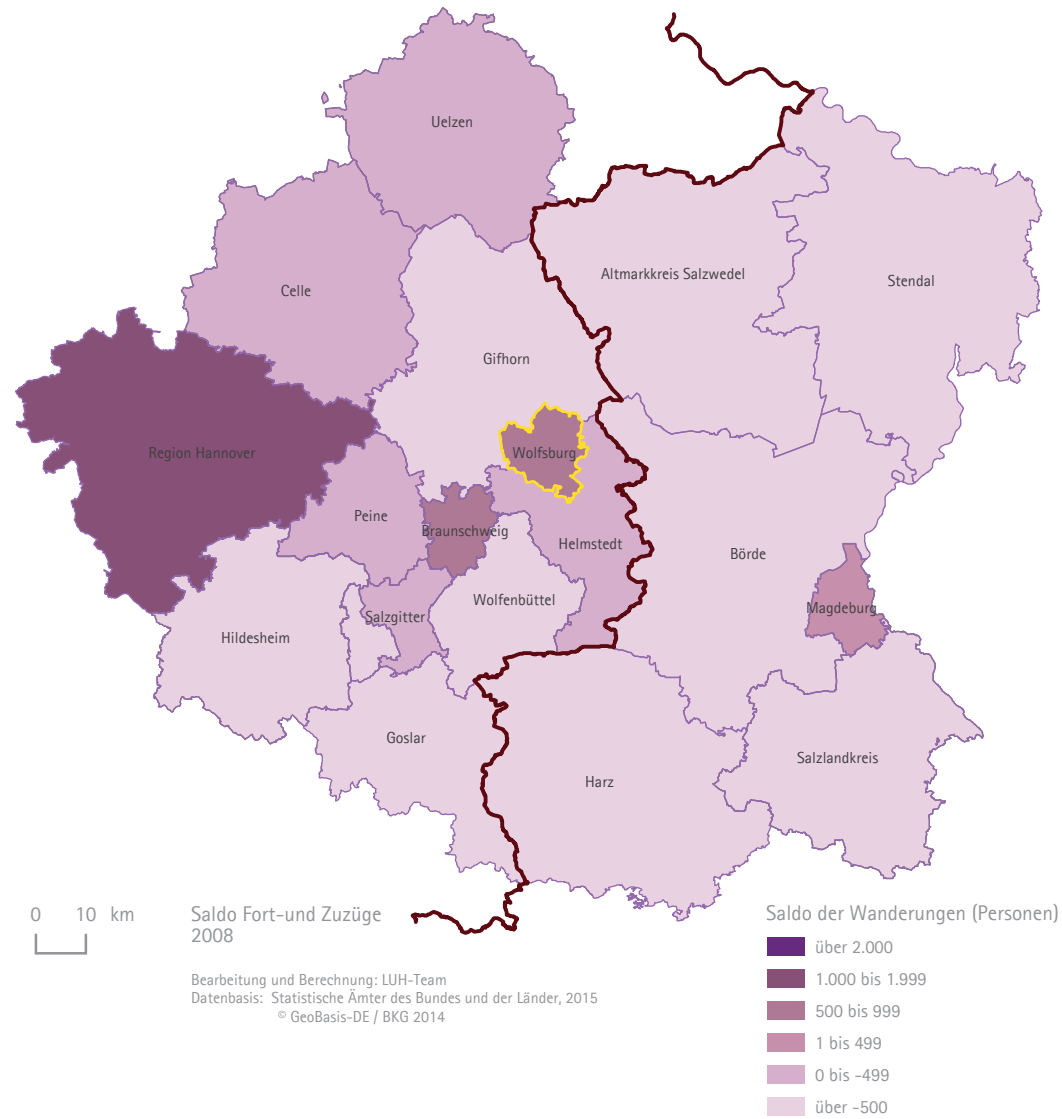 Uelzen
Altmarkkreis Salzwedel
Stendal
Celle
Gifhorn
Region Hannover
Wolfsburg
Peine
Braunschweig
Helmstedt
Börde
Wolfenbüttel
Magdeburg
Salzgitter
Hildesheim
Goslar
Salzlandkreis
Harz
0 10 km
Saldo Fort-und Zuzüge
2008
Bearbeitung und Berechnung: LUH-Team
Datenbasis: Statistische Ämter des Bundes und der Länder, 2015
© GeoBasis-DE / BKG 2014
Saldo der Wanderungen (Personen)
über 2.000
1.000 bis 1.999
500 bis 999
1 bis 499
0 bis -499
über -500